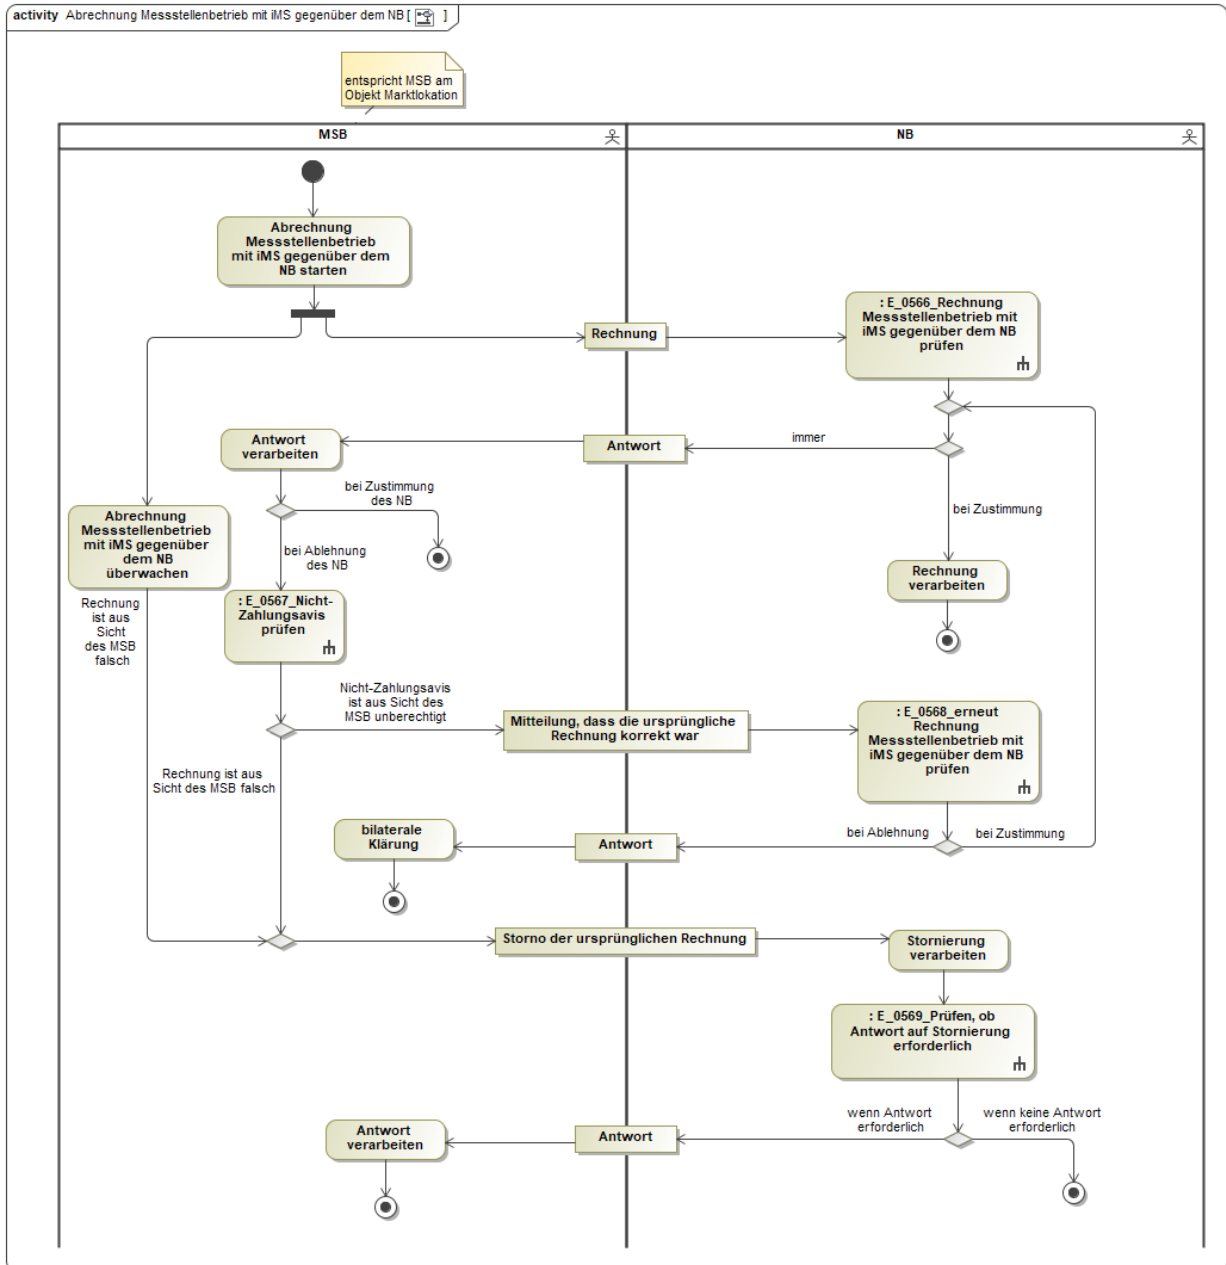 activity Abrechnung Messstellenbetrieb mit iMS gegenüber dem NB [ ]
entspricht MSB am
Objekt Marktlokation
MSB
NB
Abrechnung
Messstellenbetrieb
mit iMS gegenüber dem
NB starten
Rechnung
: E_0566_Rechnung
Messstellenbetrieb mit
iMS gegenüber dem NB
prüfen
Antwort
verarbeiten
Antwort
immer
bei Zustimmung
des NB
bei Zustimmung
Abrechnung
Messstellenbetrieb
mit iMS gegenüber
dem NB
überwachen
bei Ablehnung
des NB
Rechnung
verarbeiten
Rechnung
ist aus
Sicht
des MSB
falsch
: E_0567_Nicht-
Zahlungsavis
prüfen
Nicht-Zahlungsavis
ist aus Sicht des
MSB unberechtigt
Mitteilung, dass die ursprüngliche
Rechnung korrekt war
: E_0568_erneut
Rechnung
Messstellenbetrieb mit
iMS gegenüber dem NB
prüfen
Rechnung ist aus
Sicht des MSB falsch
bilaterale
Klärung
Antwort
bei Ablehnung
bei Zustimmung
Storno der ursprünglichen Rechnung
Stornierung
verarbeiten
: E_0569_Prüfen, ob
Antwort auf Stornierung
erforderlich
wenn Antwort
erforderlich
wenn keine Antwort
erforderlich
Antwort
verarbeiten
Antwort